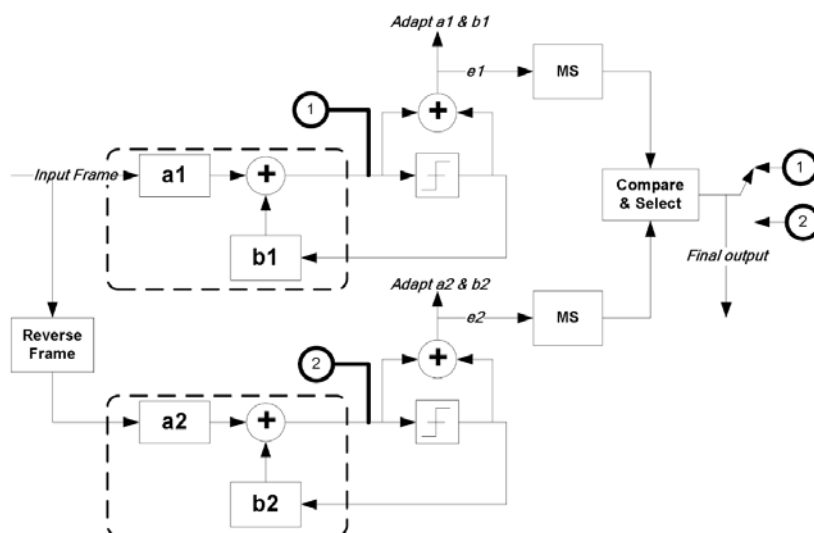 Adapt a1 & b1
e1
MS
1
Input Frame
a1
+
+
b1
Compare
& Select
1
2
Final output
Adapt a2 & b2
e2
MS
Reverse
Frame
2
+
a2
+
b2